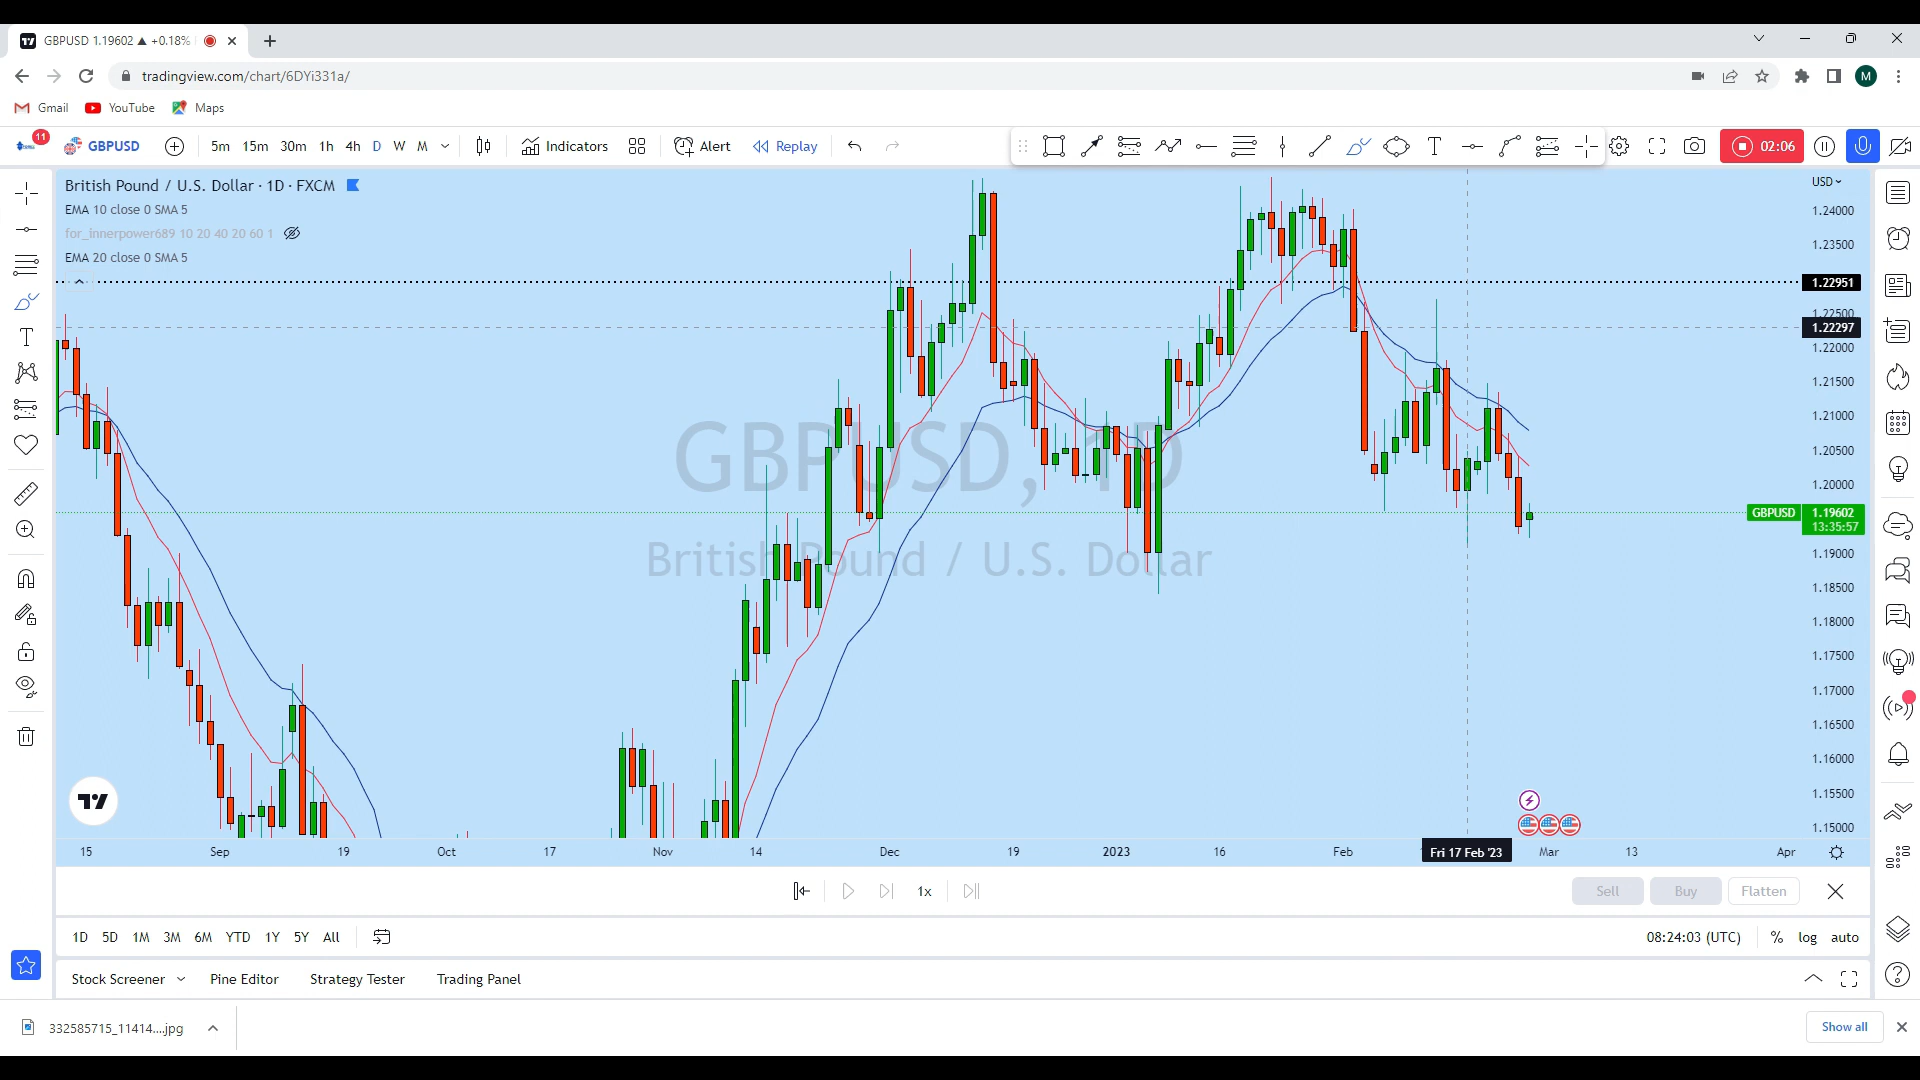 GBPUSD 1.19602 ▲ +0.18%
tradingview.com/chart/6DYi331a/
M
Gmail YouTube Maps
11 GBPUSD 5m 15m 30m 1h 4h D W M Indicators Alert Replay 02:06
British Pound / U.S. Dollar · 1D · FXCM
USD
EMA 10 close 0 SMA 5
for_innerpower689 10 20 40 20 60 1
EMA 20 close 0 SMA 5
1.24000
1.23500
1.22951
1.22500
1.22297
1.22000
1.21500
1.21000
1.20500
1.20000
GBPUSD 1.19602
13:35:57
1.19000
1.18500
1.18000
1.17500
1.17000
1.16500
1.16000
1.15500
1.15000
GBPUSD, 1D
British Pound / U.S. Dollar
15 Sep 19 Oct 17 Nov 14 Dec 19 2023 16 Feb Fri 17 Feb '23 Mar 13 Apr
1x Sell Buy Flatten
1D 5D 1M 3M 6M YTD 1Y 5Y All 08:24:03 (UTC) % log auto
Stock Screener Pine Editor Strategy Tester Trading Panel
332585715_11414....jpg Show all